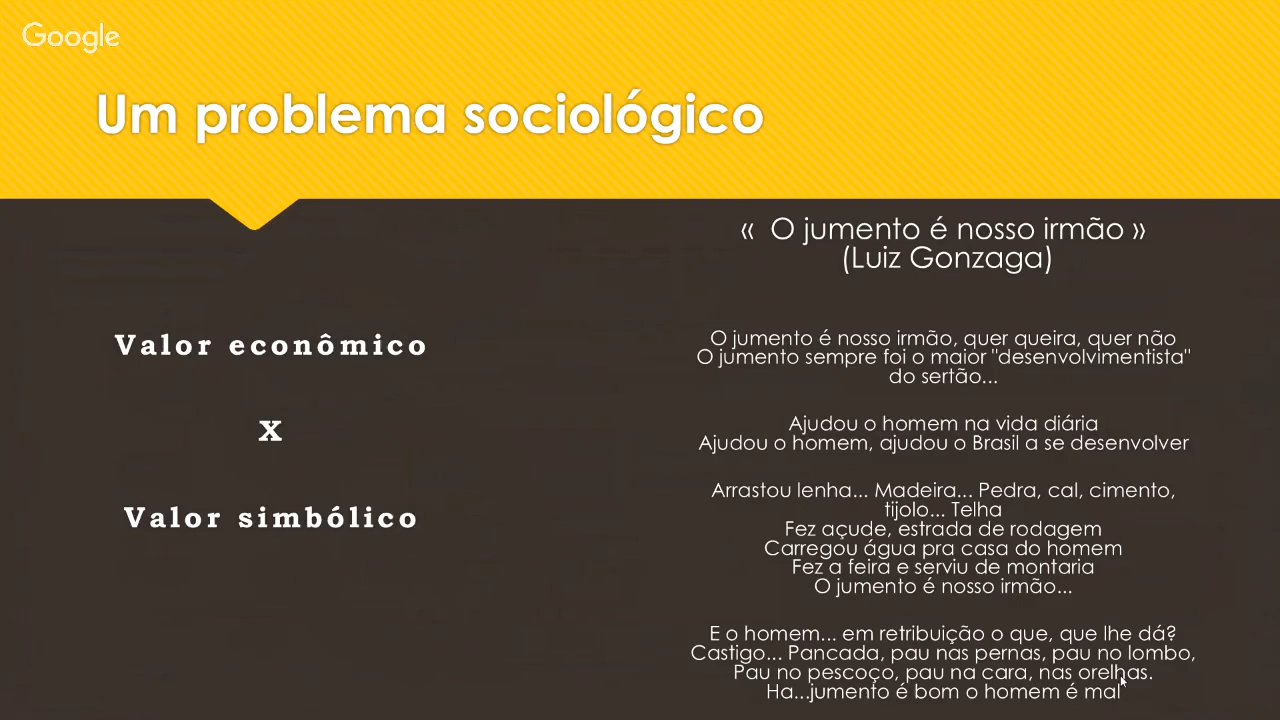 Google
Um problema sociológico
Valor econômico
X
Valor simbólico
« O jumento é nosso irmão »
(Luiz Gonzaga)
O jumento é nosso irmão, quer queira, quer não
O jumento sempre foi o maior "desenvolvimentista"
do sertão...
Ajudou o homem na vida diária
Ajudou o homem, ajudou o Brasil a se desenvolver
Arrastou lenha... Madeira... Pedra, cal, cimento,
tijolo... Telha
Fez açude, estrada de rodagem
Carregou água pra casa do homem
Fez a feira e serviu de montaria
O jumento é nosso irmão...
E o homem... em retribuição o que, que lhe dá?
Castigo... Pancada, pau nas pernas, pau no lombo,
Pau no pescoço, pau na cara, nas orelhas.
Ha...jumento é bom o homem é mal